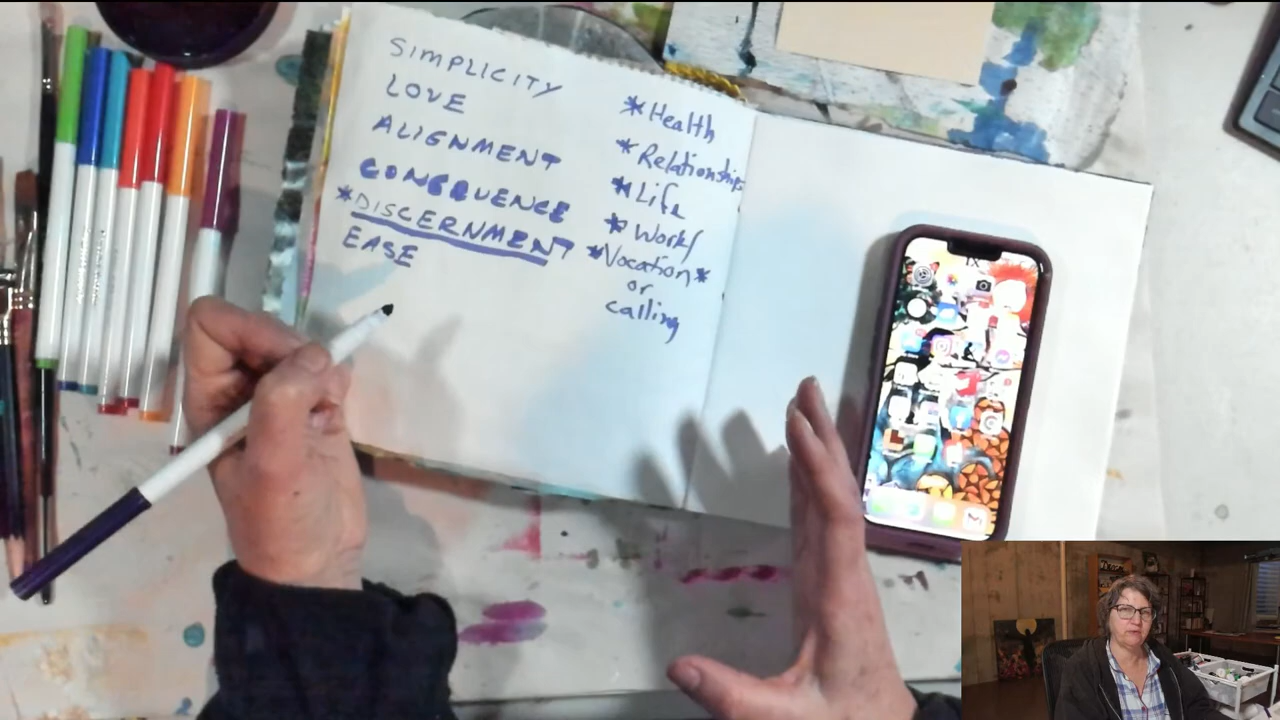 SIMPLICITY
LOVE
ALIGNMENT
CONGRUENCE
*DISCERNMENT
EASE
*Health
*Relationships
*Life
*Work/
*Vocation*
or
calling